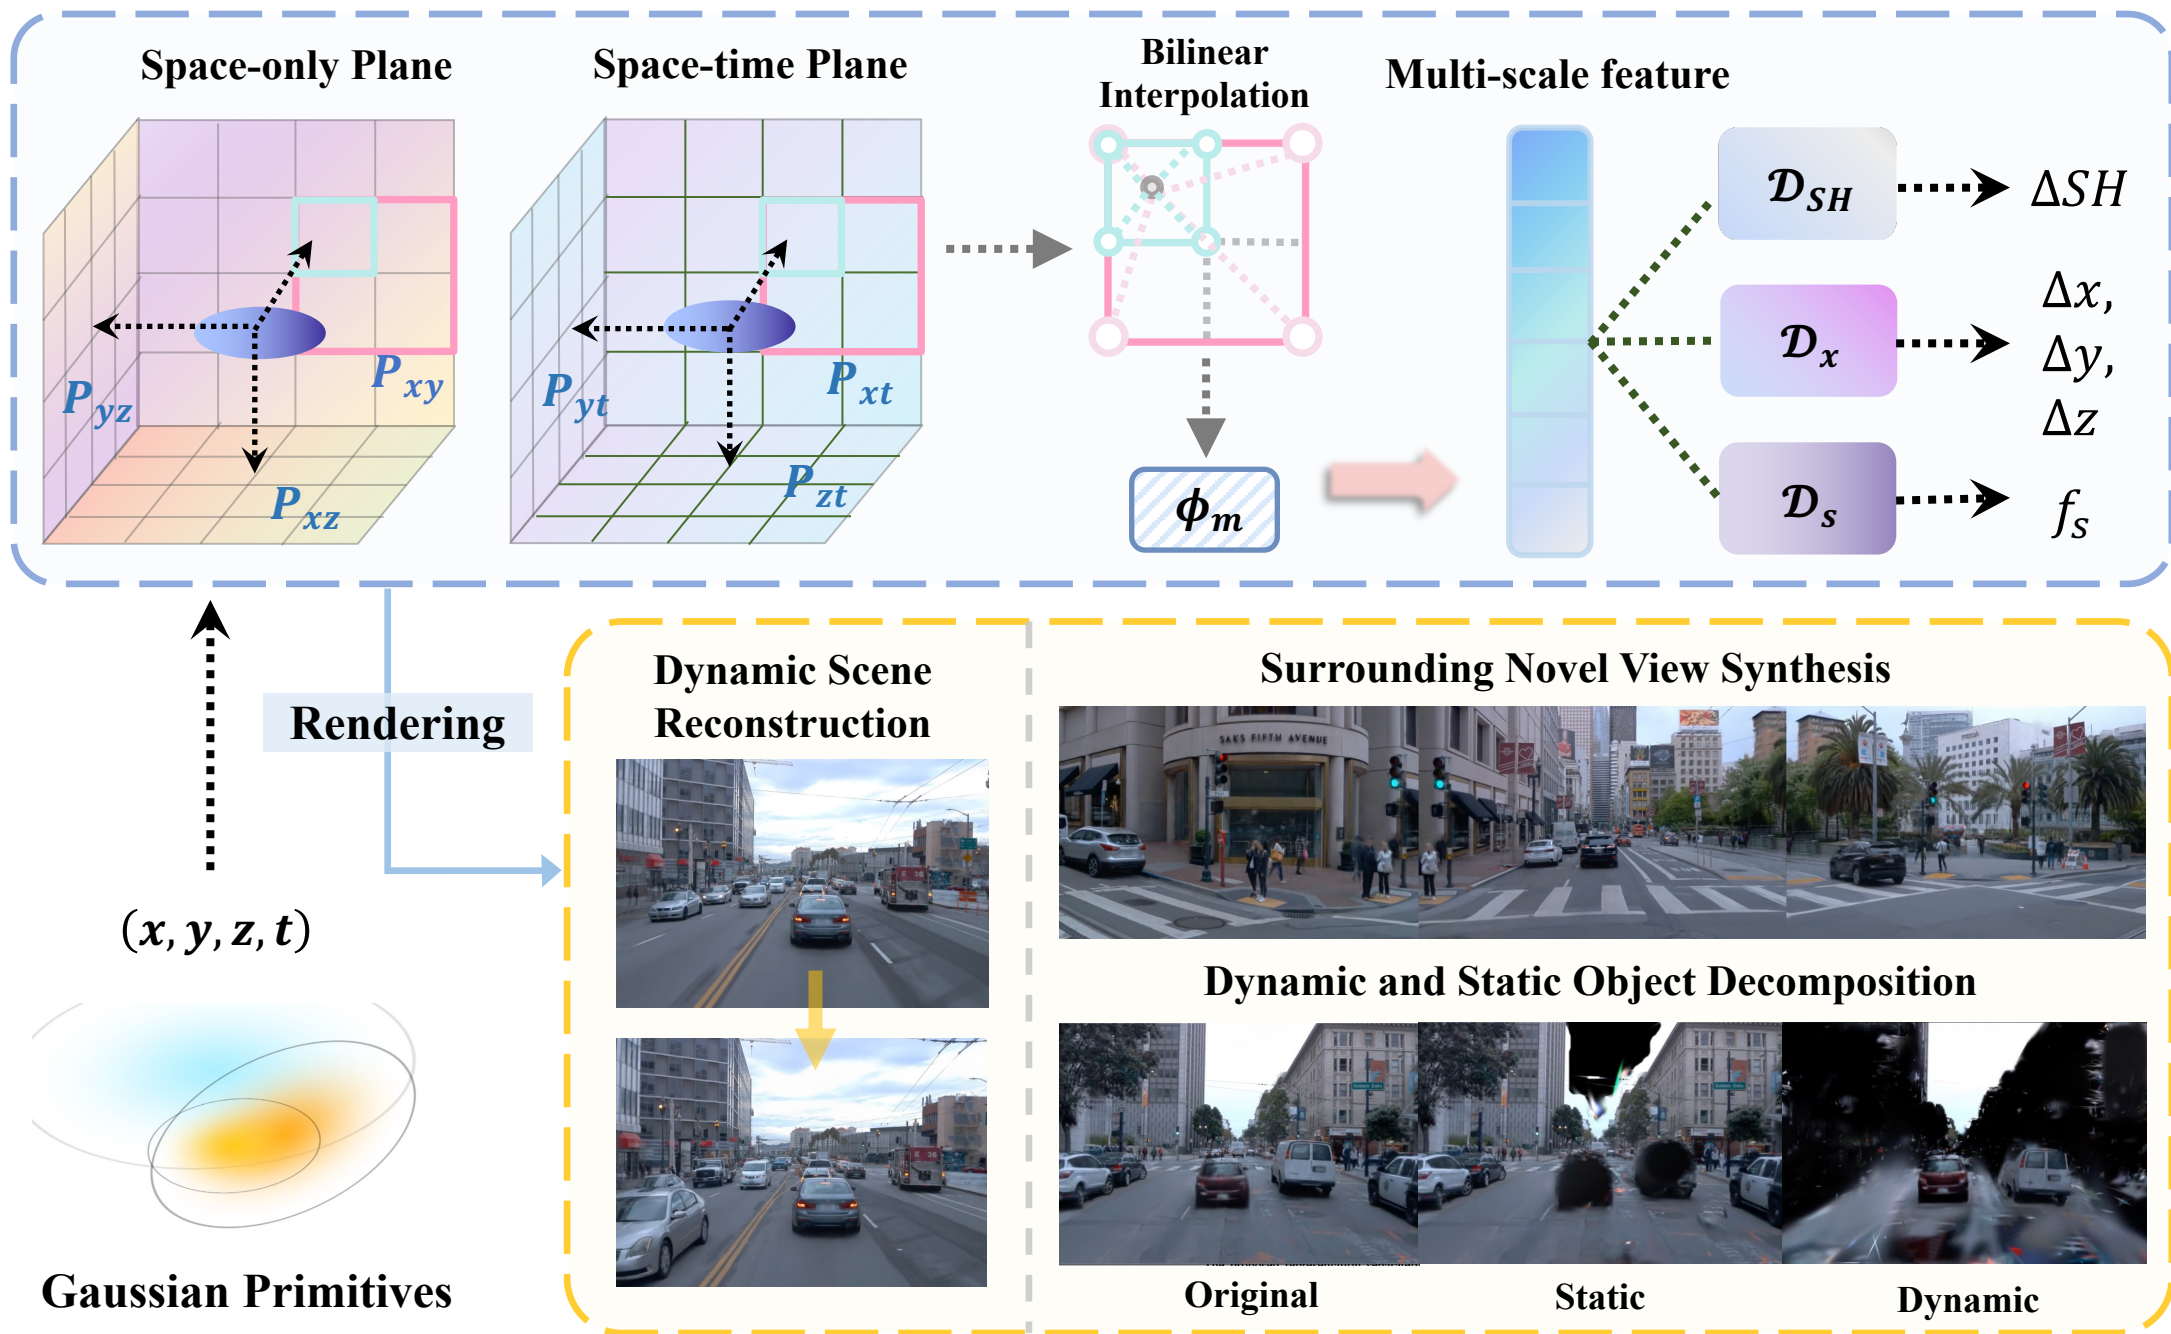 Space-only Plane
Space-time Plane
Bilinear
Interpolation
Multi-scale feature
P_yz
P_xy
P_xz
P_yt
P_xt
P_zt
ϕ_m
𝒟_SH
ΔSH
𝒟_x
Δx,
Δy,
Δz
𝒟_s
f_s
Rendering
(x, y, z, t)
Gaussian Primitives
Dynamic Scene
Reconstruction
E 36
E 36
Surrounding Novel View Synthesis
SAKS FIFTH AVENUE
Dynamic and Static Object Decomposition
Original
Static
Dynamic